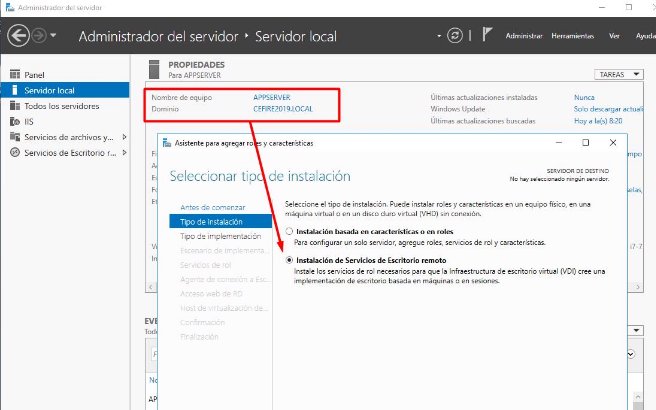 Administrador del servidor
Administrador del servidor
Servidor local
Administrar
Herramientas
Ver
Ayuda
Panel
Servidor local
Todos los servidores
IIS
Servicios de archivos y...
Servicios de Escritorio r...
PROPIEDADES
Para APPSERVER
TAREAS
Nombre de equipo
APPSERVER
Dominio
CEFIRE2019.LOCAL
Últimas actualizaciones instaladas
Nunca
Windows Update
Solo descargar actuali
Últimas actualizaciones buscadas
Hoy a la(s) 8:20
Asistente para agregar roles y características
Seleccionar tipo de instalación
SERVIDOR DE DESTINO
No hay seleccionado ningún servidor.
Antes de comenzar
Tipo de instalación
Tipo de implementación
Escenario de implementa...
Servicios de rol
Agente de conexión a Esc...
Acceso web de RD
Host de virtualización de...
Confirmación
Finalización
Seleccione el tipo de instalación. Puede instalar roles y características en un equipo físico, en una
máquina virtual o en un disco duro virtual (VHD) sin conexión.
Instalación basada en características o en roles
Para configurar un solo servidor, agregue roles, servicios de rol y características.
Instalación de Servicios de Escritorio remoto
Instale los servicios de rol necesarios para que la Infraestructura de escritorio virtual (VDI) cree una
implementación de escritorio basada en máquinas o en sesiones.